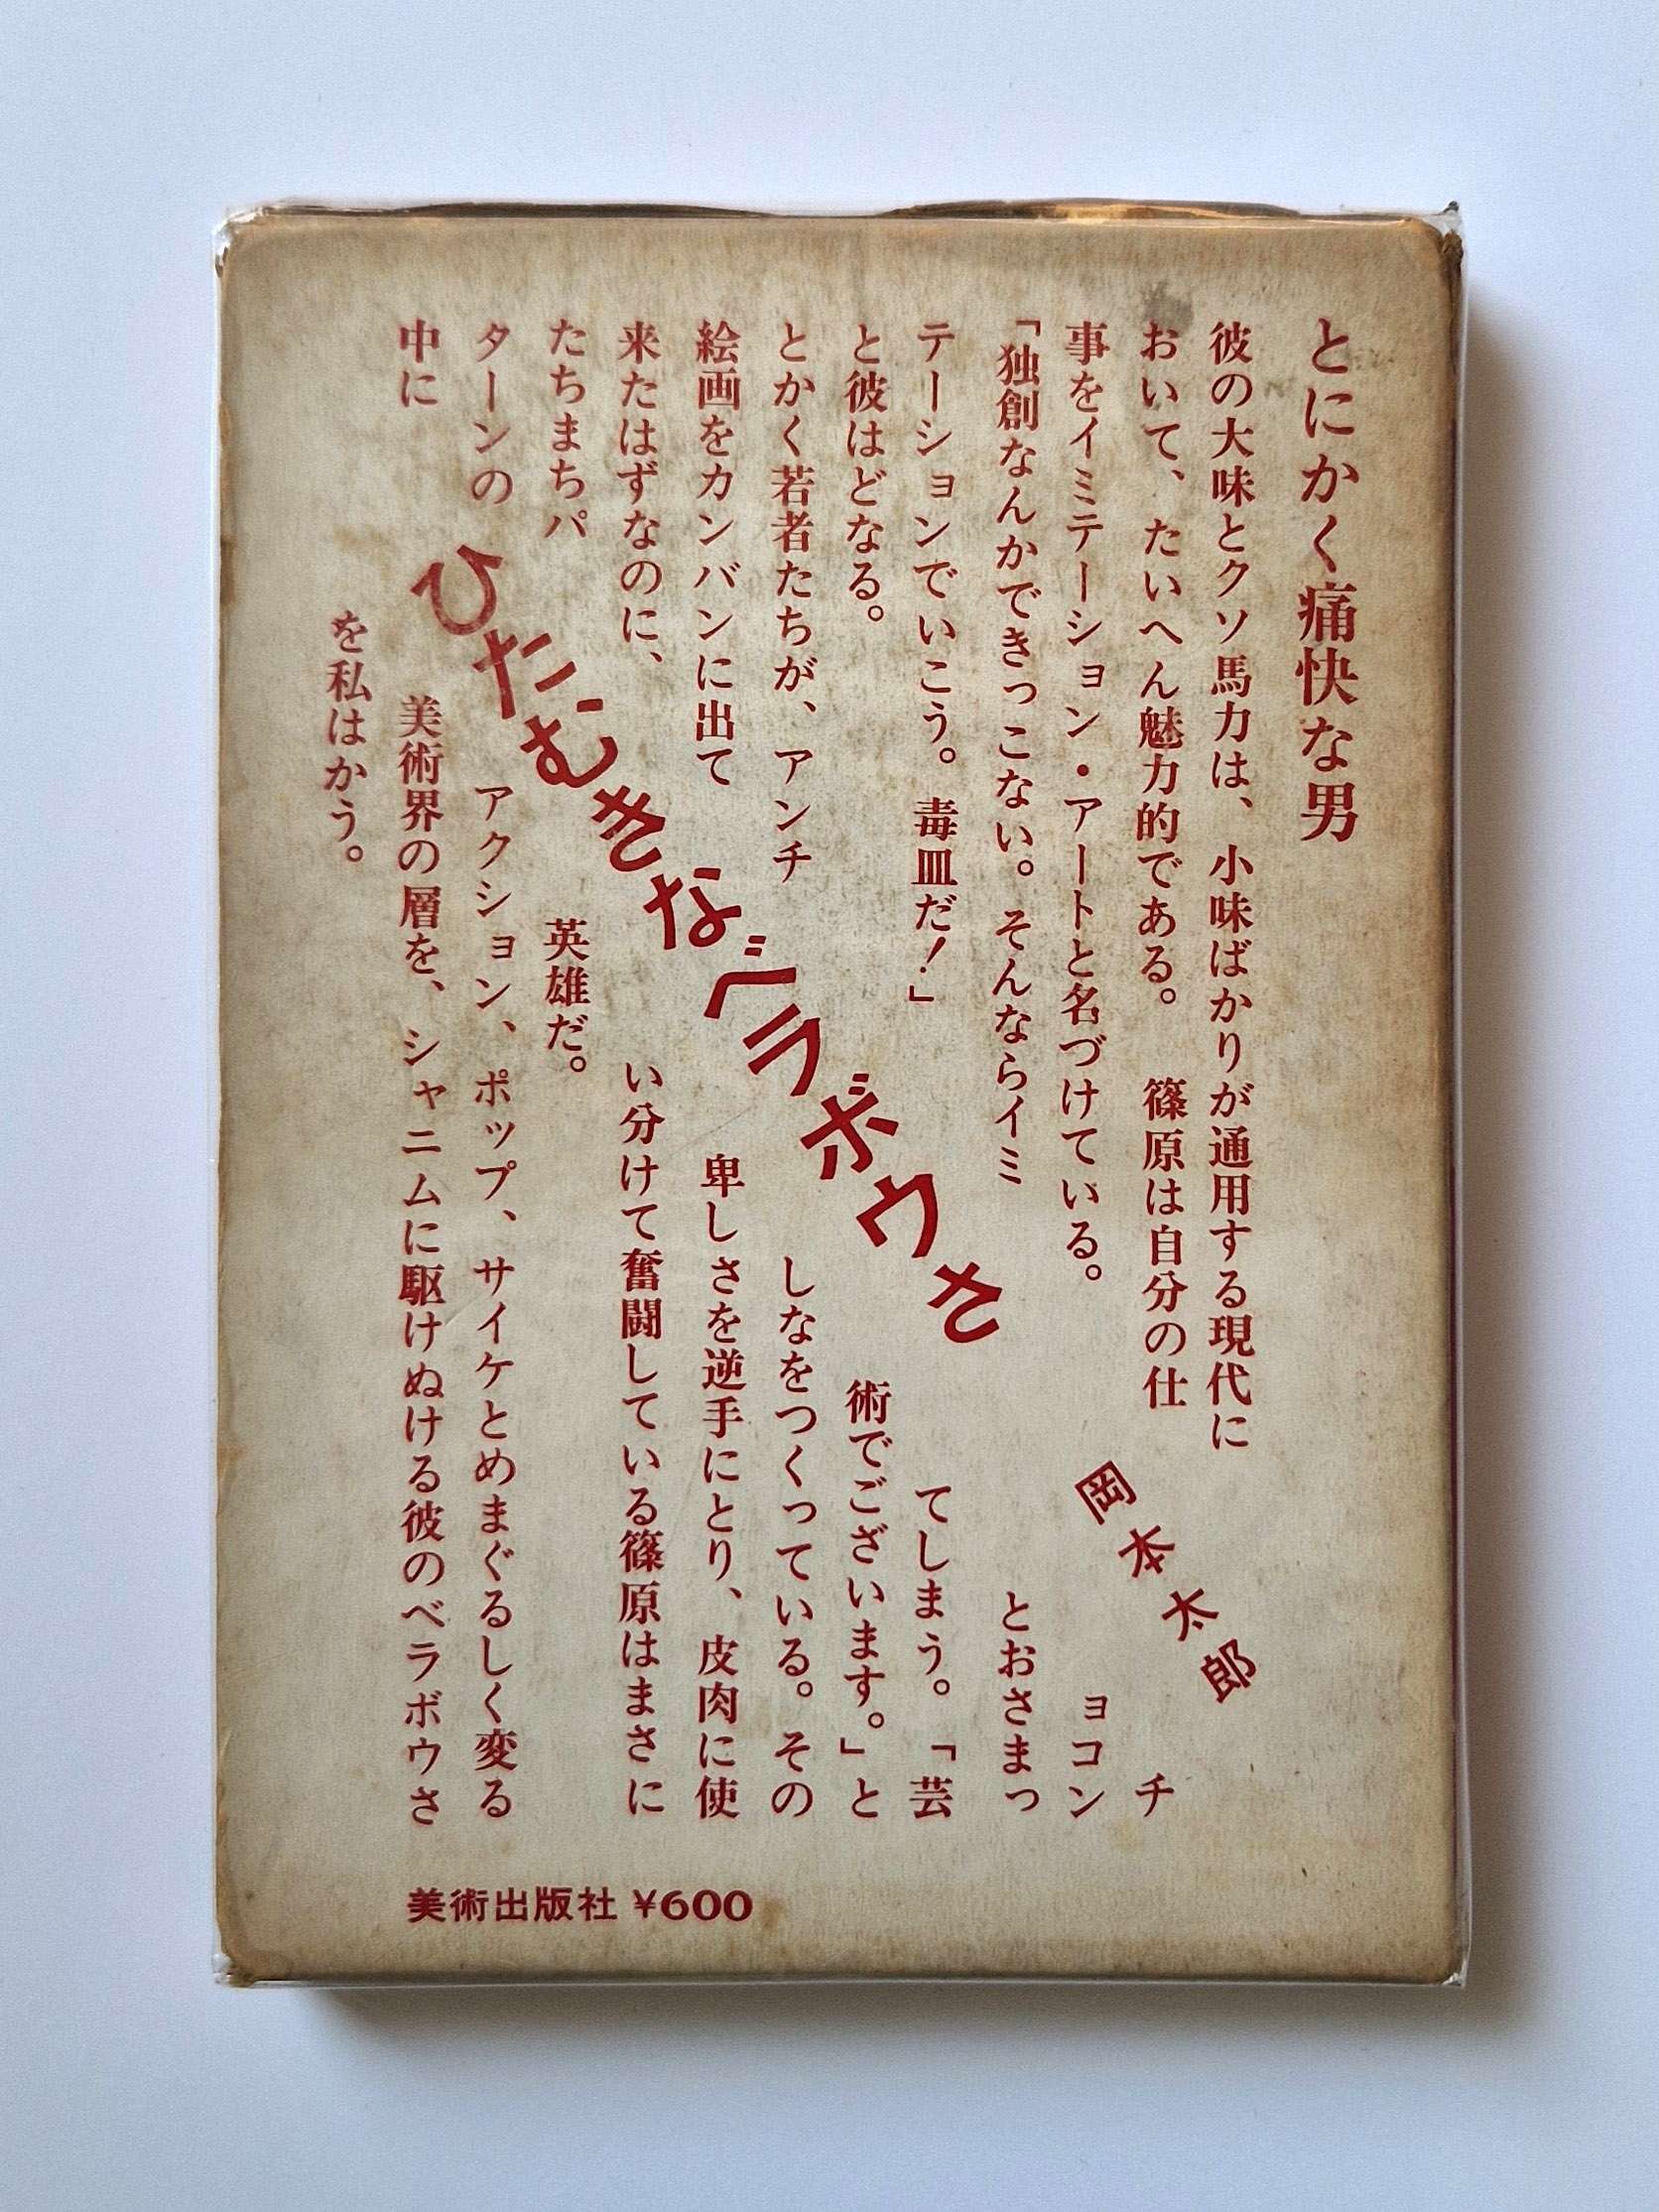 とにかく痛快な男
ひたむきなベラボウさ
岡本太郎
彼の大味とクソ馬力は、小味ばかりが通用する現代に
おいて、たいへん魅力的である。 篠原は自分の仕
事をイミテーション・アートと名づけている。
「独創なんかできっこない。そんならイミ
テーションでいこう。毒皿だ！」
と彼はどなる。
とかく若者たちが、アンチ
絵画をカンバンに出て
来たはずなのに、
たちまちパ
ターンの
中に
チ
ョコン
とおさまっ
てしまう。「芸
術でございます。」と
しなをつくっている。その
卑しさを逆手にとり、皮肉に使
い分けて奮闘している篠原はまさに
英雄だ。
アクション、ポップ、サイケとめまぐるしく変る
美術界の層を、シャニムに駆けぬける彼のベラボウさ
を私はかう。
美術出版社 ¥600